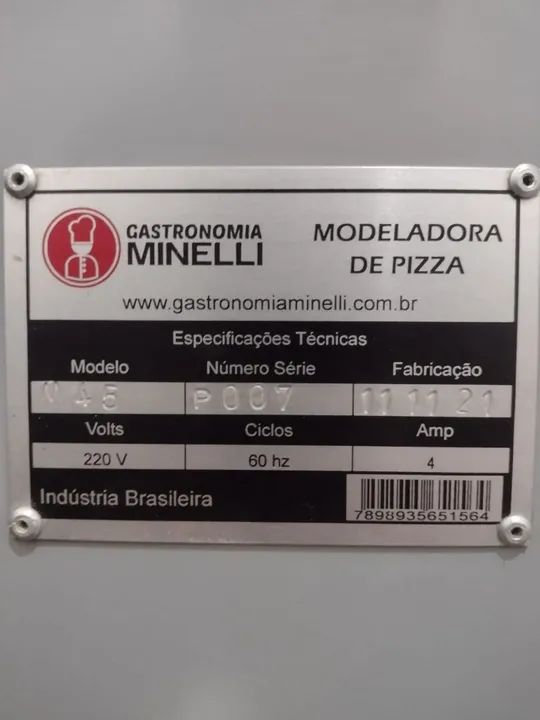 GASTRONOMIA
MINELLI
MODELADORA
DE PIZZA
www.gastronomiaminelli.com.br
Especificações Técnicas
Modelo Número Série Fabricação
45 P007 11 11 21
Volts Ciclos Amp
220 V 60 hz 4
Indústria Brasileira
7898935651564